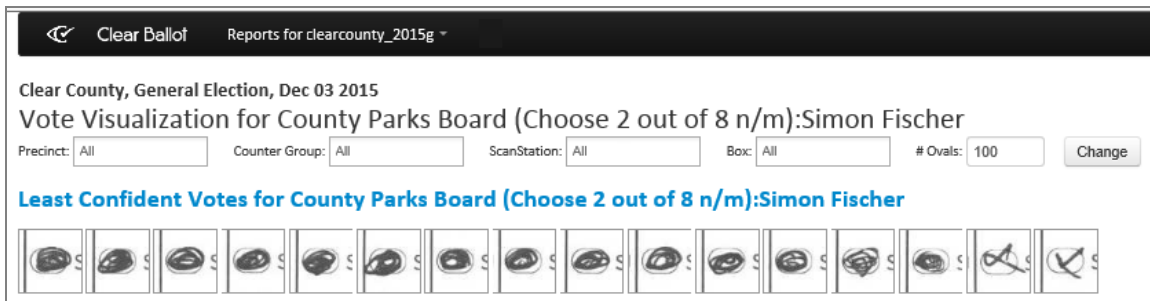 Clear Ballot Reports for clearcounty_2015g
Clear County, General Election, Dec 03 2015
Vote Visualization for County Parks Board (Choose 2 out of 8 n/m):Simon Fischer
Precinct: All Counter Group: All ScanStation: All Box: All # Ovals: 100 Change
Least Confident Votes for County Parks Board (Choose 2 out of 8 n/m):Simon Fischer